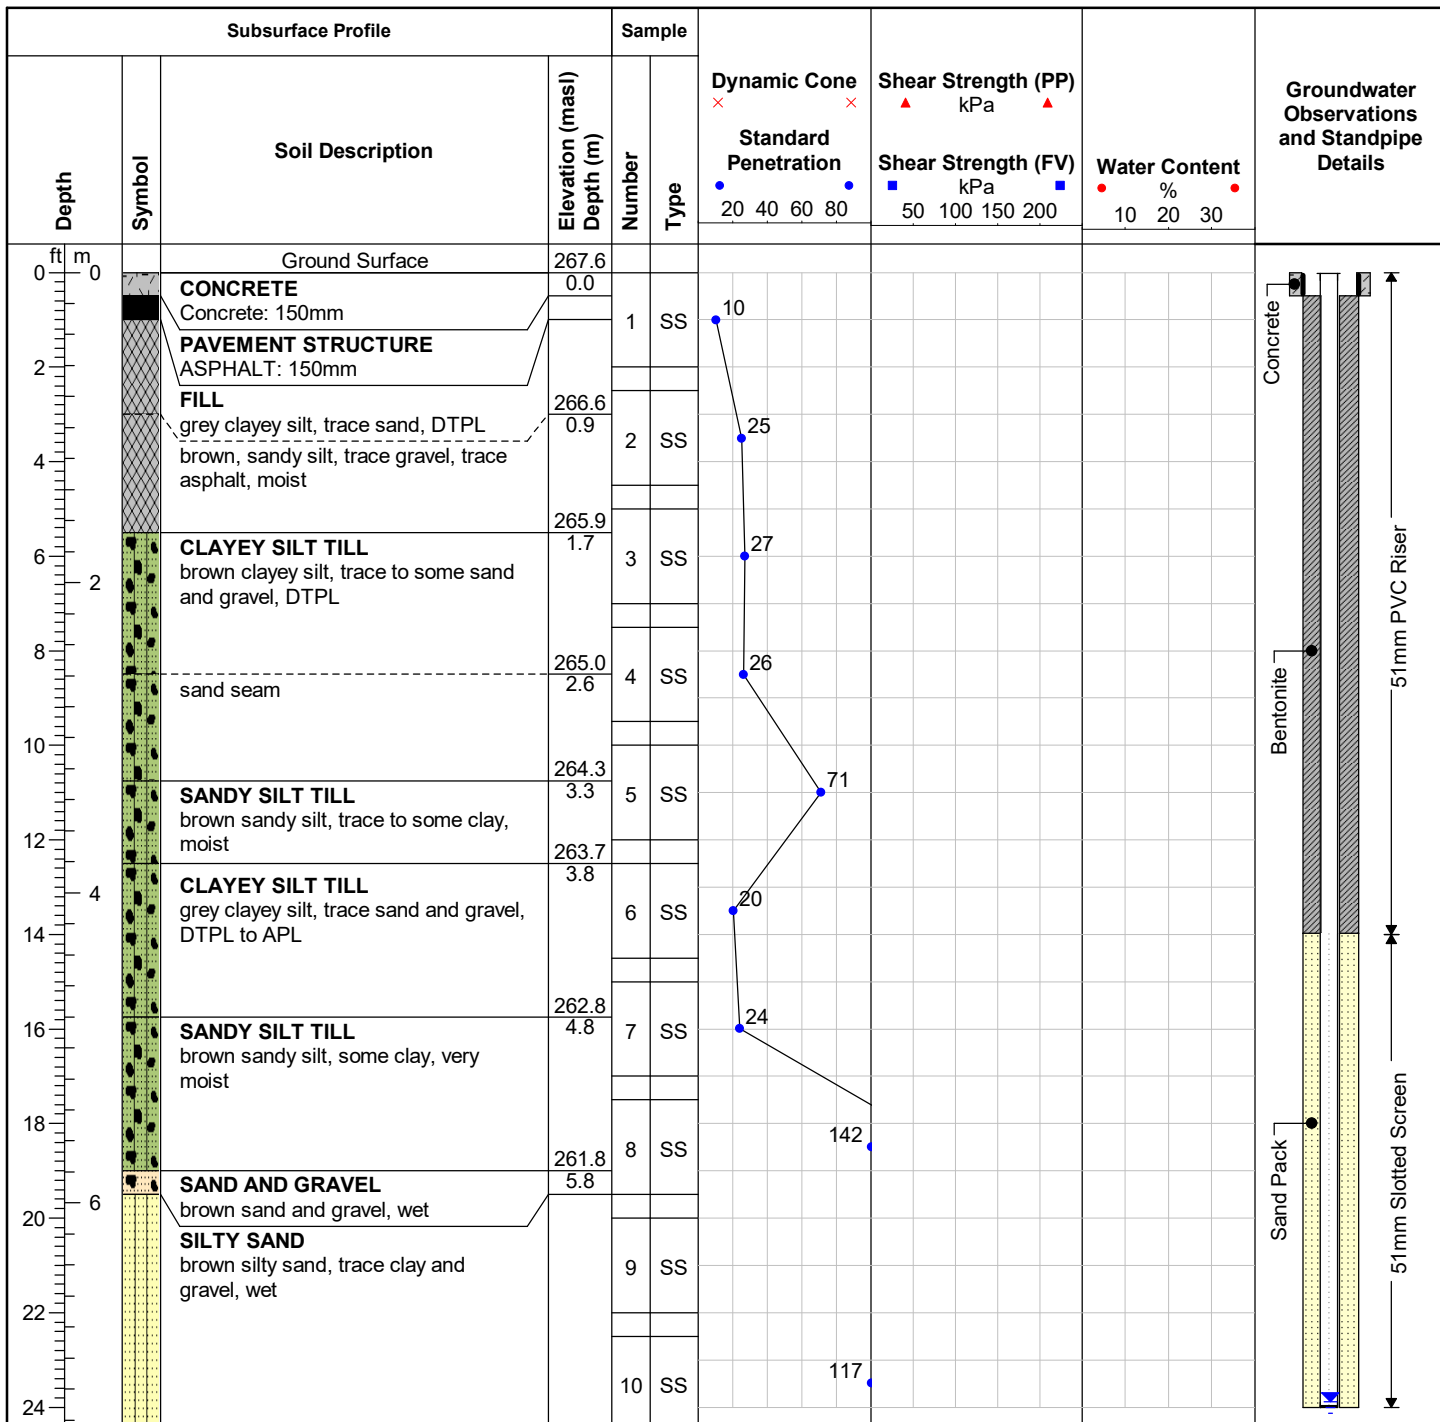 Subsurface Profile
Sample
Depth
Symbol
Soil Description
Elevation (masl)
Depth (m)
Number
Type
Dynamic Cone
Standard
Penetration
20 40 60 80
Shear Strength (PP)
kPa
Shear Strength (FV)
kPa
50 100 150 200
Water Content
%
10 20 30
Groundwater
Observations
and Standpipe
Details
ft m
Ground Surface
267.6
0 0
0.0
CONCRETE
Concrete: 150mm
PAVEMENT STRUCTURE
ASPHALT: 150mm
1 SS
10
2
FILL
grey clayey silt, trace sand, DTPL
266.6
0.9
brown, sandy silt, trace gravel, trace
asphalt, moist
2 SS
25
4
265.9
1.7
CLAYEY SILT TILL
brown clayey silt, trace to some sand
and gravel, DTPL
3 SS
27
6
2
8
265.0
2.6
sand seam
4 SS
26
10
264.3
3.3
SANDY SILT TILL
brown sandy silt, trace to some clay,
moist
5 SS
71
12
263.7
3.8
CLAYEY SILT TILL
grey clayey silt, trace sand and gravel,
DTPL to APL
4
6 SS
20
14
262.8
4.8
SANDY SILT TILL
brown sandy silt, some clay, very
moist
16
7 SS
24
18
8 SS
142
261.8
5.8
SAND AND GRAVEL
brown sand and gravel, wet
6
20
SILTY SAND
brown silty sand, trace clay and
gravel, wet
9 SS
22
10 SS
117
24
Concrete
Bentonite
Sand Pack
51mm PVC Riser
51mm Slotted Screen